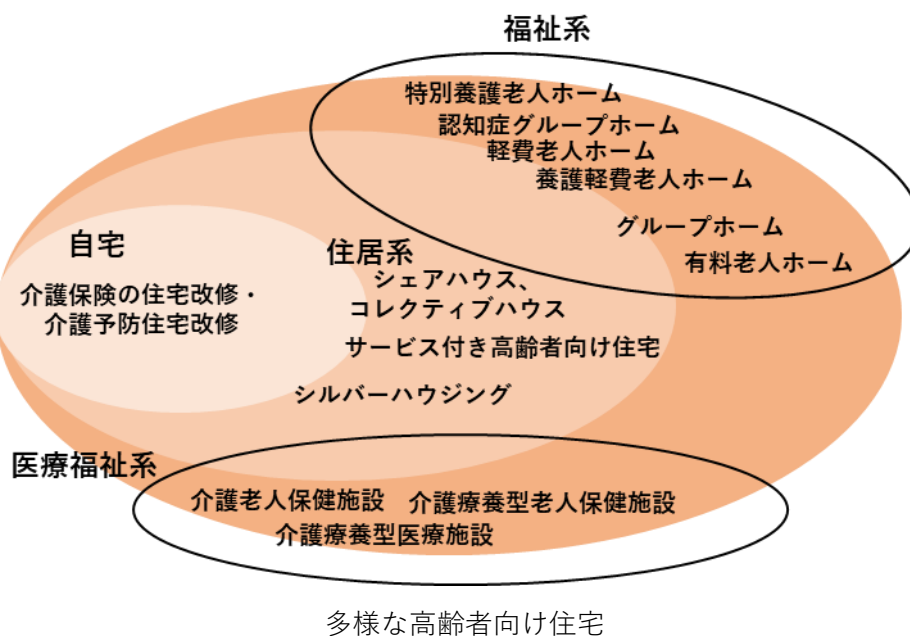 福祉系
特別養護老人ホーム
認知症グループホーム
軽費老人ホーム
養護軽費老人ホーム
グループホーム
有料老人ホーム
自宅
介護保険の住宅改修・
介護予防住宅改修
住居系
シェアハウス、
コレクティブハウス
サービス付き高齢者向け住宅
シルバーハウジング
医療福祉系
介護老人保健施設
介護療養型老人保健施設
介護療養型医療施設
多様な高齢者向け住宅